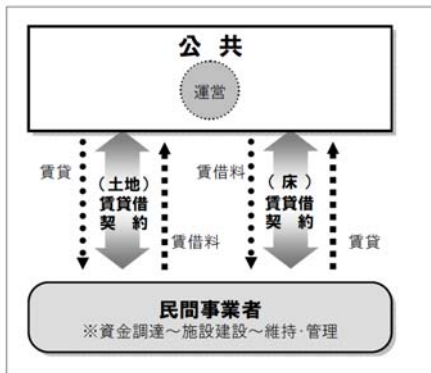 公共
運営
賃貸
（土地）
賃貸借
契約
賃借料
賃借料
（床）
賃貸借
契約
賃貸
民間事業者
※資金調達～施設建設～維持・管理